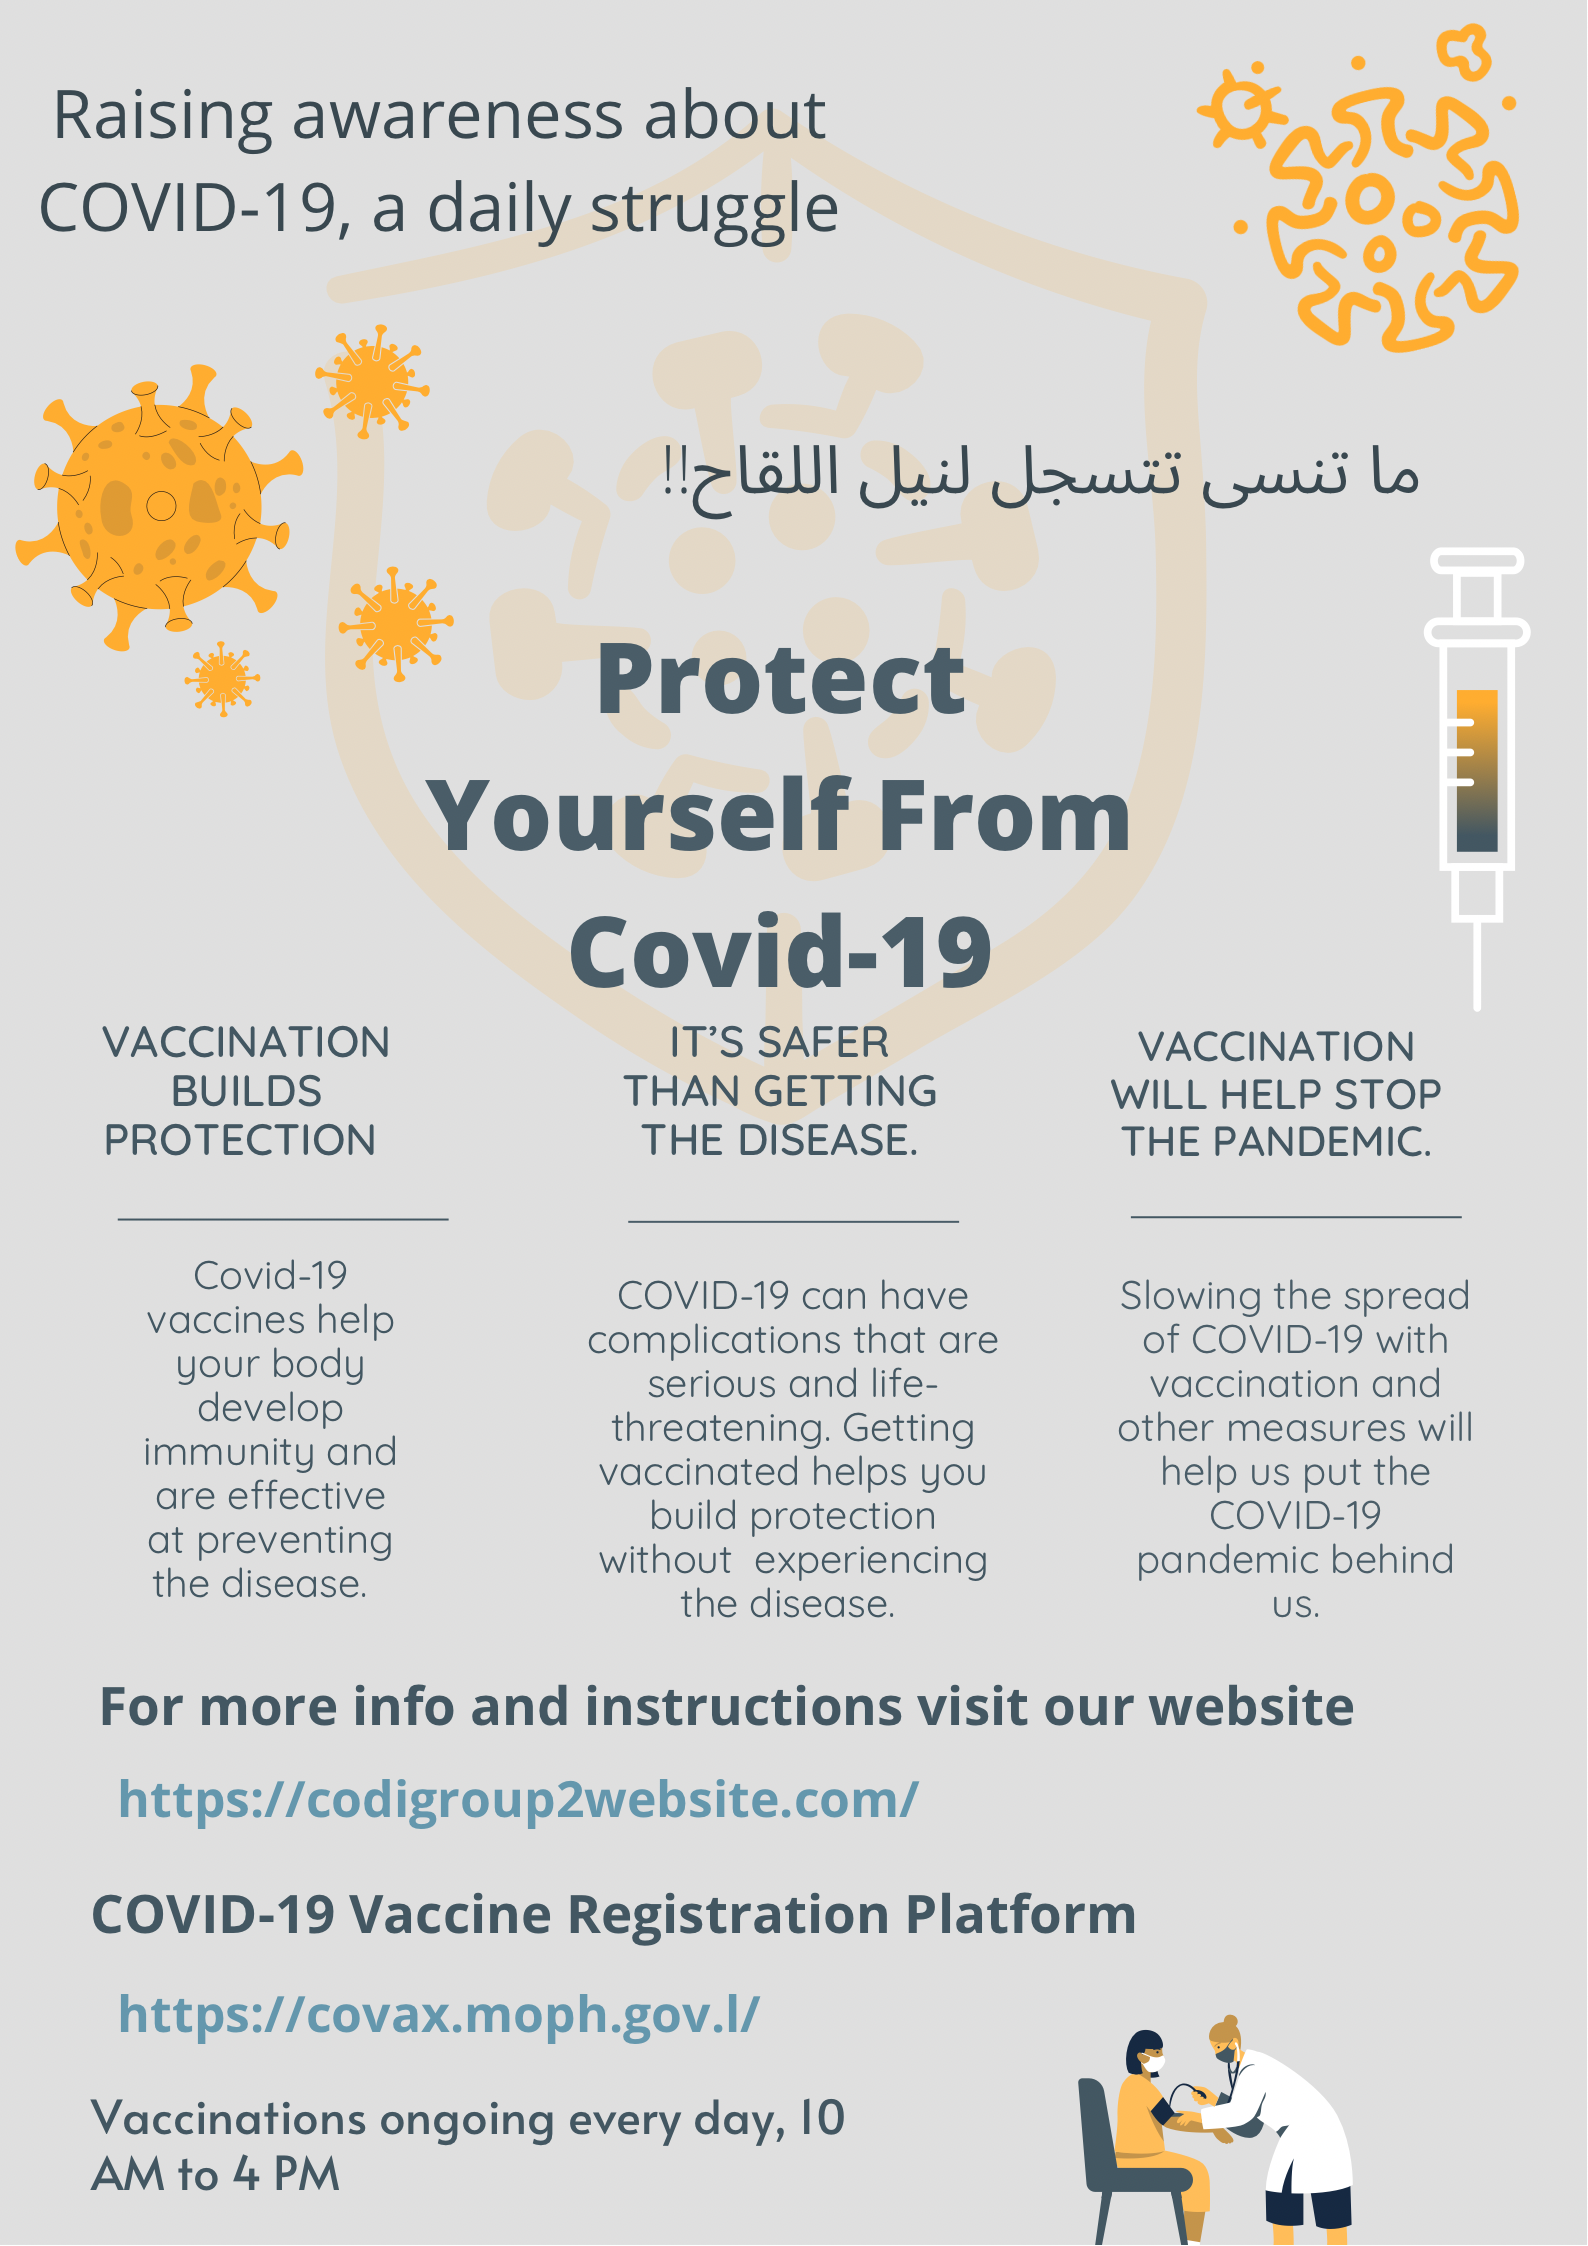 Raising awareness about
COVID-19, a daily struggle
ما تنسى تتسجل لنيل اللقاح!!
Protect
Yourself From
Covid-19
VACCINATION
BUILDS
PROTECTION
Covid-19
vaccines help
your body
develop
immunity and
are effective
at preventing
the disease.
IT'S SAFER
THAN GETTING
THE DISEASE.
COVID-19 can have
complications that are
serious and life-
threatening. Getting
vaccinated helps you
build protection
without  experiencing
the disease.
VACCINATION
WILL HELP STOP
THE PANDEMIC.
Slowing the spread
of COVID-19 with
vaccination and
other measures will
help us put the
COVID-19
pandemic behind
us.
For more info and instructions visit our website
https://codigroup2website.com/
COVID-19 Vaccine Registration Platform
https://covax.moph.gov.l/
Vaccinations ongoing every day, 10
AM to 4 PM